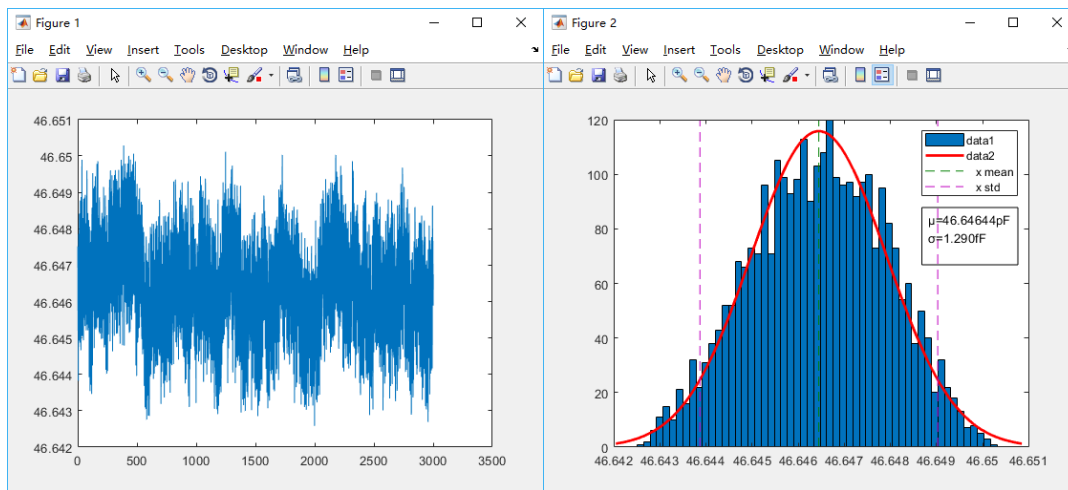 Figure 1
File Edit View Insert Tools Desktop Window Help
46.651
46.65
46.649
46.648
46.647
46.646
46.645
46.644
46.643
46.642
0 500 1000 1500 2000 2500 3000 3500
Figure 2
File Edit View Insert Tools Desktop Window Help
120
100
80
60
40
20
0
46.642 46.643 46.644 46.645 46.646 46.647 46.648 46.649 46.65 46.651
data1
data2
x mean
x std
μ=46.64644pF
σ=1.290fF